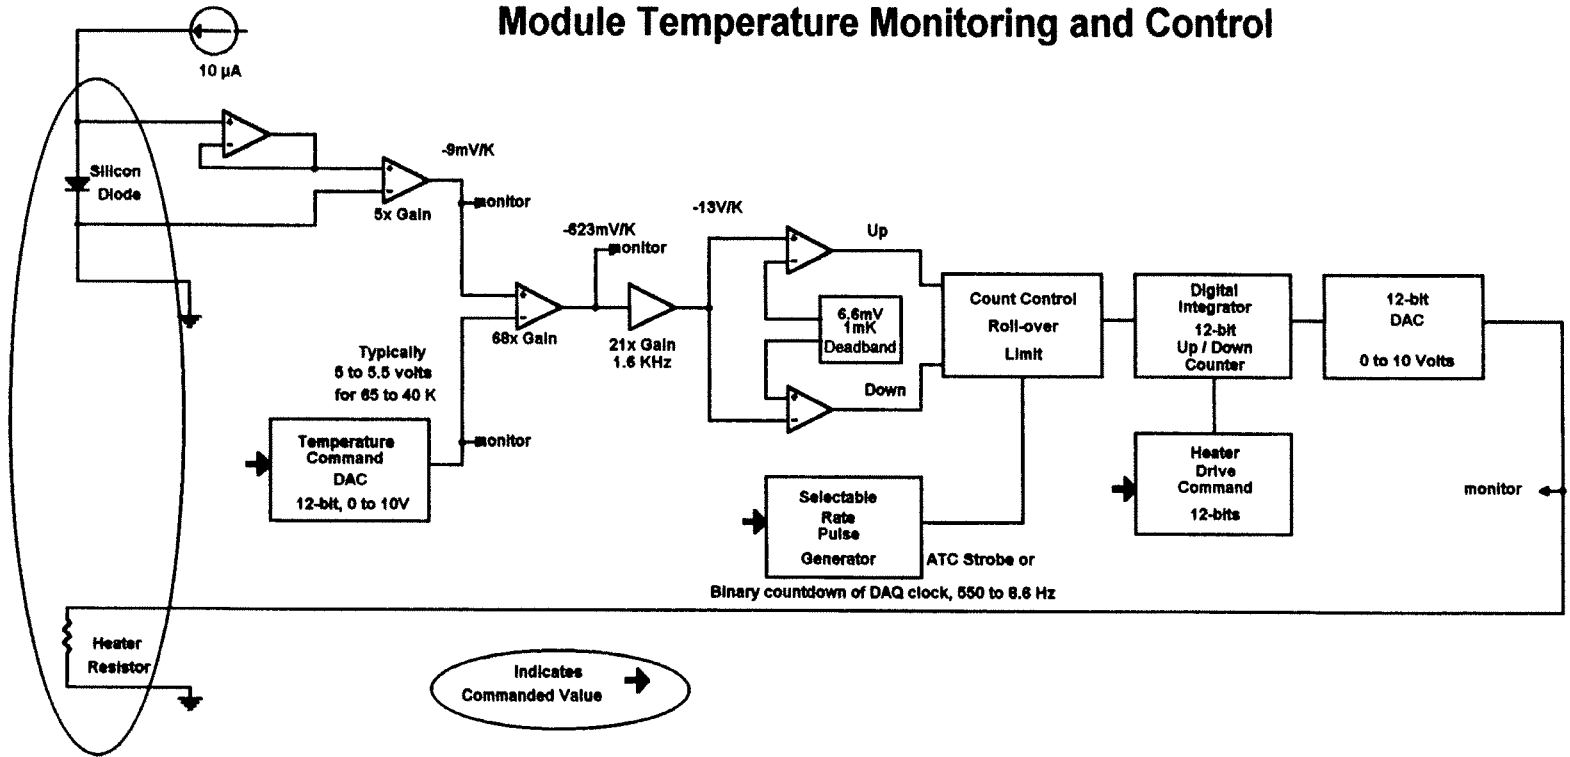 Module Temperature Monitoring and Control
10 µA
Silicon
Diode
-9mV/K
monitor
5x Gain
-623mV/K
monitor
68x Gain
21x Gain
1.6 KHz
-13V/K
Up
6.6mV
1mK
Deadband
Down
Count Control
Roll-over
Limit
Digital
Integrator
12-bit
Up / Down
Counter
12-bit
DAC
0 to 10 Volts
Typically
5 to 5.5 volts
for 65 to 40 K
monitor
Temperature
Command
DAC
12-bit, 0 to 10V
Selectable
Rate
Pulse
Generator
ATC Strobe or
Binary countdown of DAQ clock, 550 to 8.6 Hz
Heater
Drive
Command
12-bits
monitor
Heater
Resistor
Indicates
Commanded Value